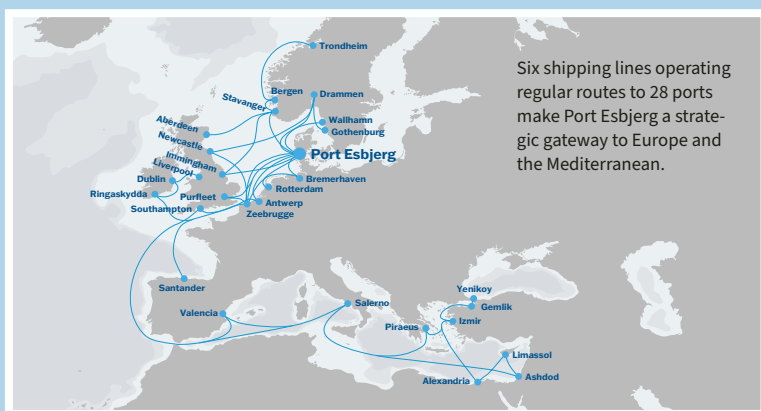 Trondheim
Six shipping lines operating
regular routes to 28 ports
make Port Esbjerg a strate-
gic gateway to Europe and
the Mediterranean.
Bergen
Drammen
Stavanger
Wallhamn
Aberdeen
Gothenburg
Newcastle
Port Esbjerg
Immingham
Liverpool
Dublin
Bremerhaven
Rotterdam
Ringaskydda
Purfleet
Antwerp
Southampton
Zeebrugge
Santander
Yenikoy
Valencia
Salerno
Gemlik
Piraeus
Izmir
Limassol
Alexandria
Ashdod